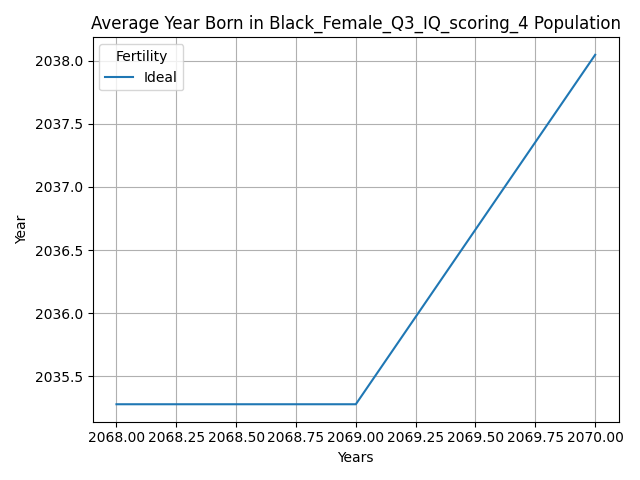 Average Year Born in Black_Female_Q3_IQ_scoring_4 Population
Fertility
Ideal
2038.0
2037.5
2037.0
2036.5
2036.0
2035.5
Year
2068.00 2068.25 2068.50 2068.75 2069.00 2069.25 2069.50 2069.75 2070.00
Years